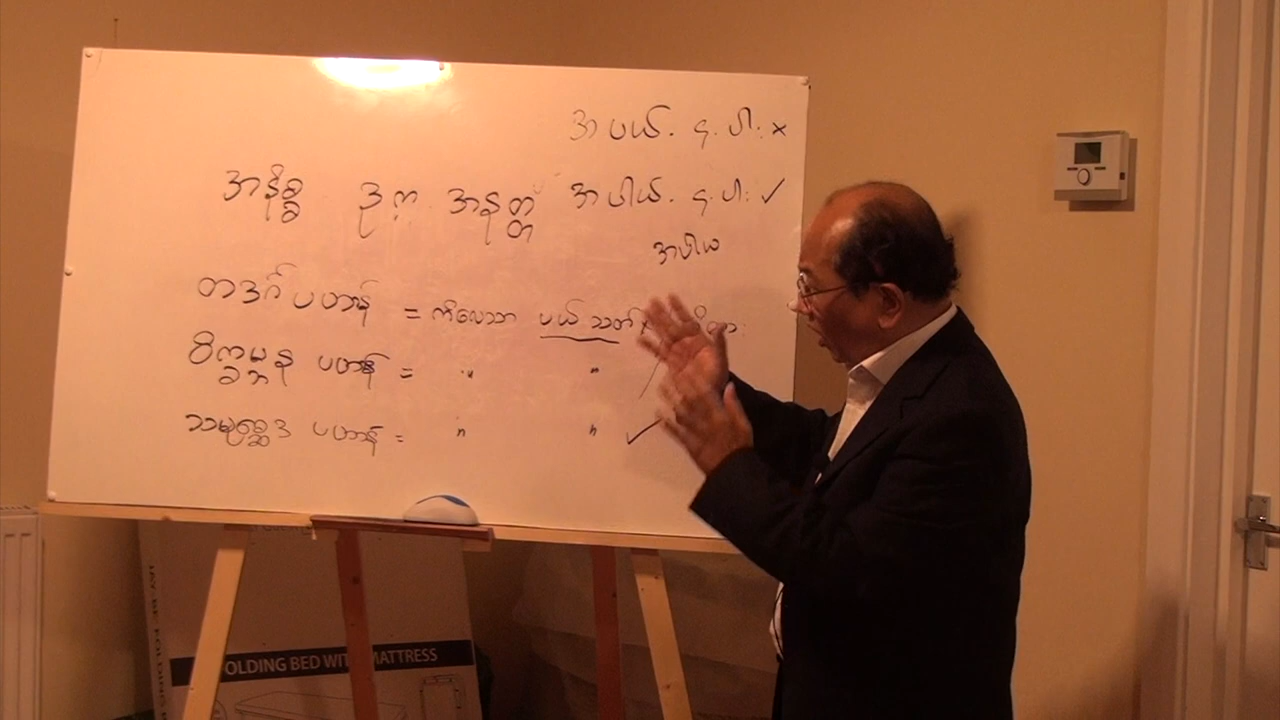 အပယ်. ၄. ပါး ×
အနိစ္စ ဒုက္ခ အနတ္တ အပါယ်. ၄. ပါး ✓
အပါယ
တဒင်္ဂ ပဟာန် = ကိလေသာ ပယ် သတ်
ဝိက္ခမ္ဘန ပဟာန် = " "
သမုစ္ဆေဒ ပဟာန် = " " ✓
OLDING BED WITH MATTRESS